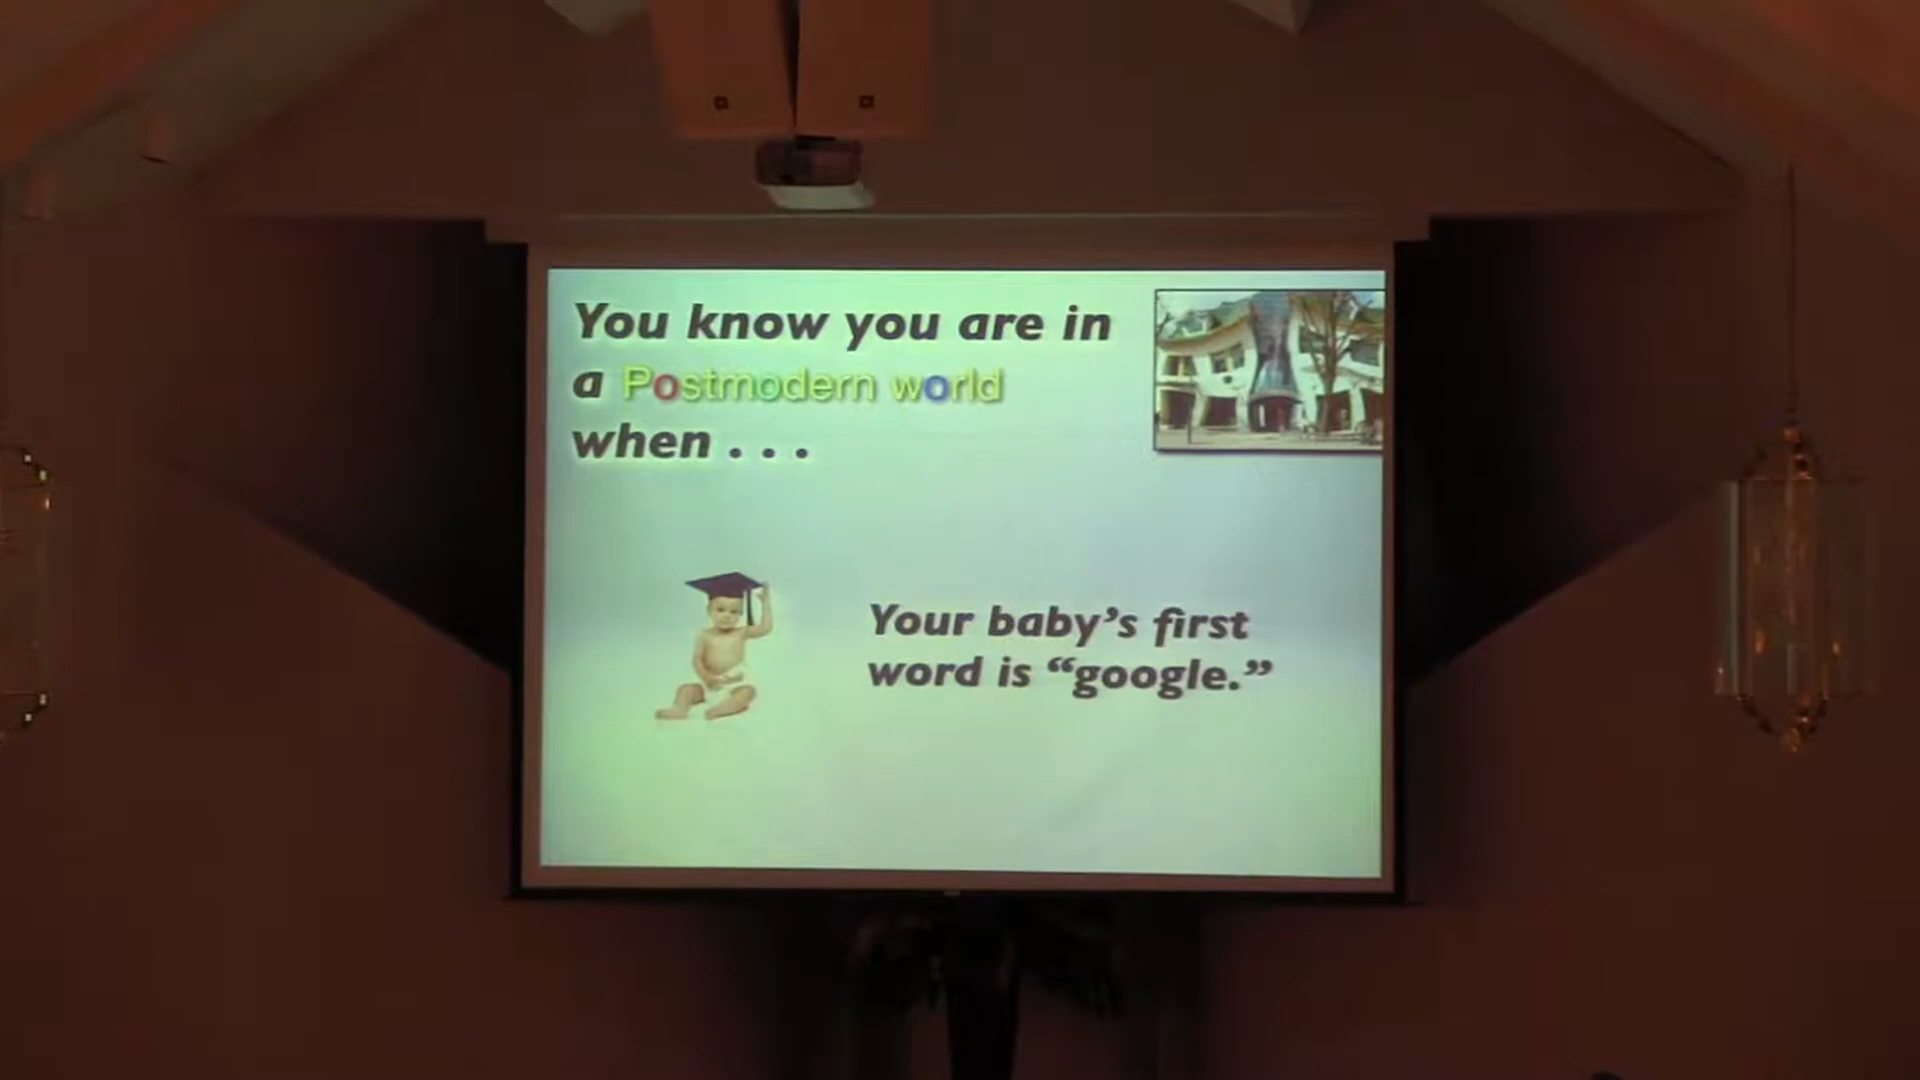 You know you are in
a Postmodern world
when . . .
Your baby’s first
word is “google.”